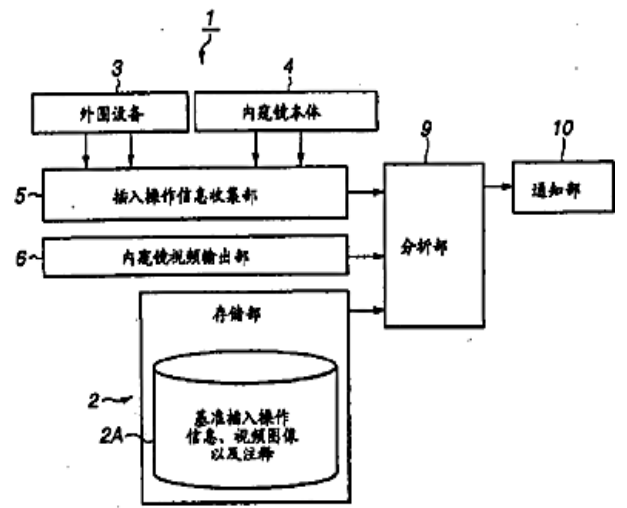 1
3
4
外围设备
内窥镜本体
9
10
5
插入操作信息收集部
通知部
6
内窥镜视频输出部
分析部
存储部
2
2A
基准插入操作
信息、视频图像
以及注释